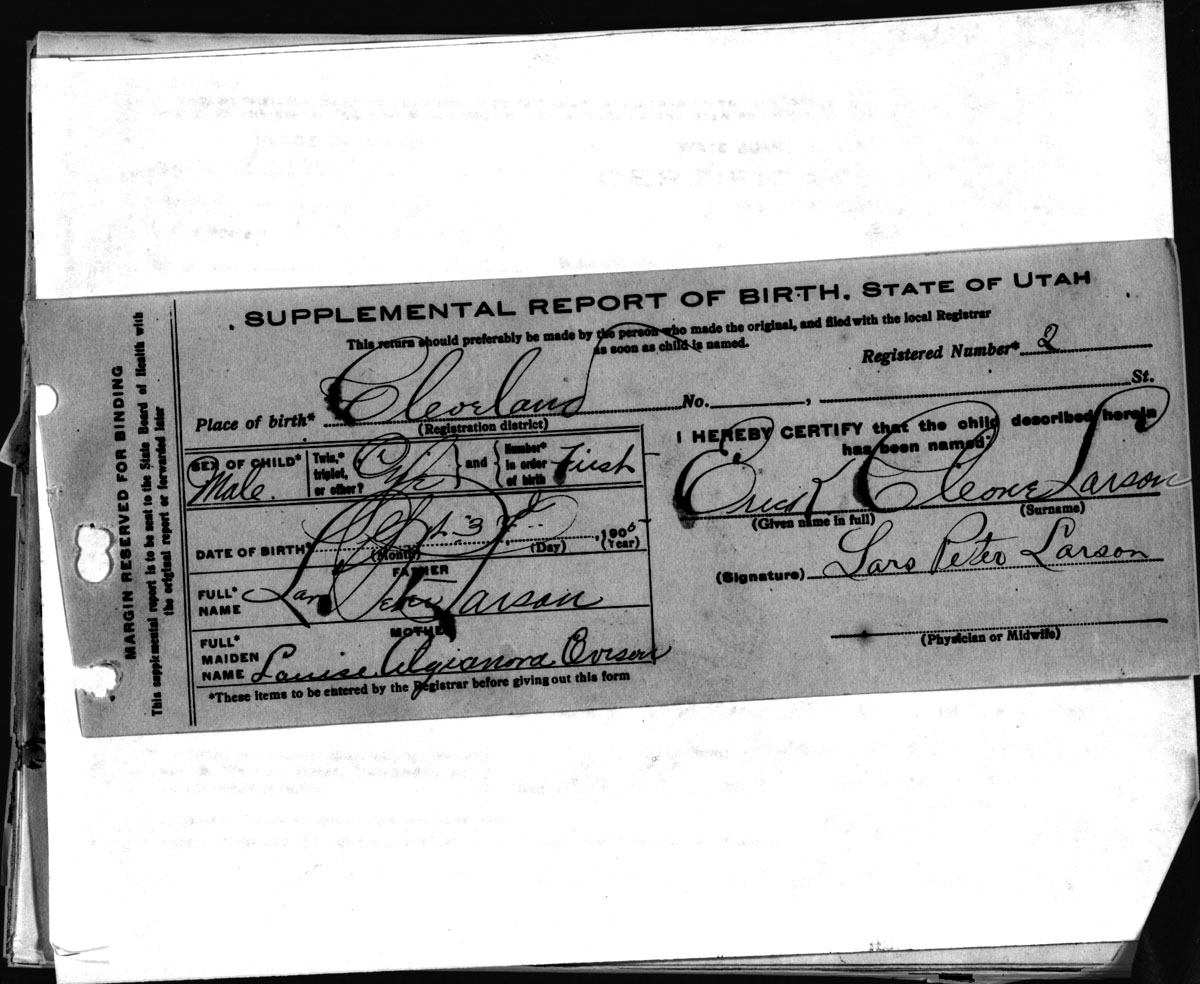 SUPPLEMENTAL REPORT OF BIRTH. STATE OF UTAH
This return should preferably be made by the person who made the original, and filed with the local Registrar
as soon as child is named.
Registered Number* 2
Place of birth* Cleveland No. , St.
(Registration district)
SEX OF CHILD*
Male.
Twin,*
triplet,
or other?
and
Number*
in order
of birth
First
DATE OF BIRTH* 3
(Month) (Day) (Year)
, 190
FATHER
FULL*
NAME
Lars Peter Larson
MOTHER
FULL*
MAIDEN
NAME Louise
*These items to be entered by the Registrar before giving out this form
I HEREBY CERTIFY that the child described herein
has been named*
Erick Cleone Larson
(Given name in full) (Surname)
(Signature) Lars Peter Larson
(Physician or Midwife)
MARGIN RESERVED FOR BINDING
This supplemental report is to be sent to the State Board of Health with
the original report or forwarded later